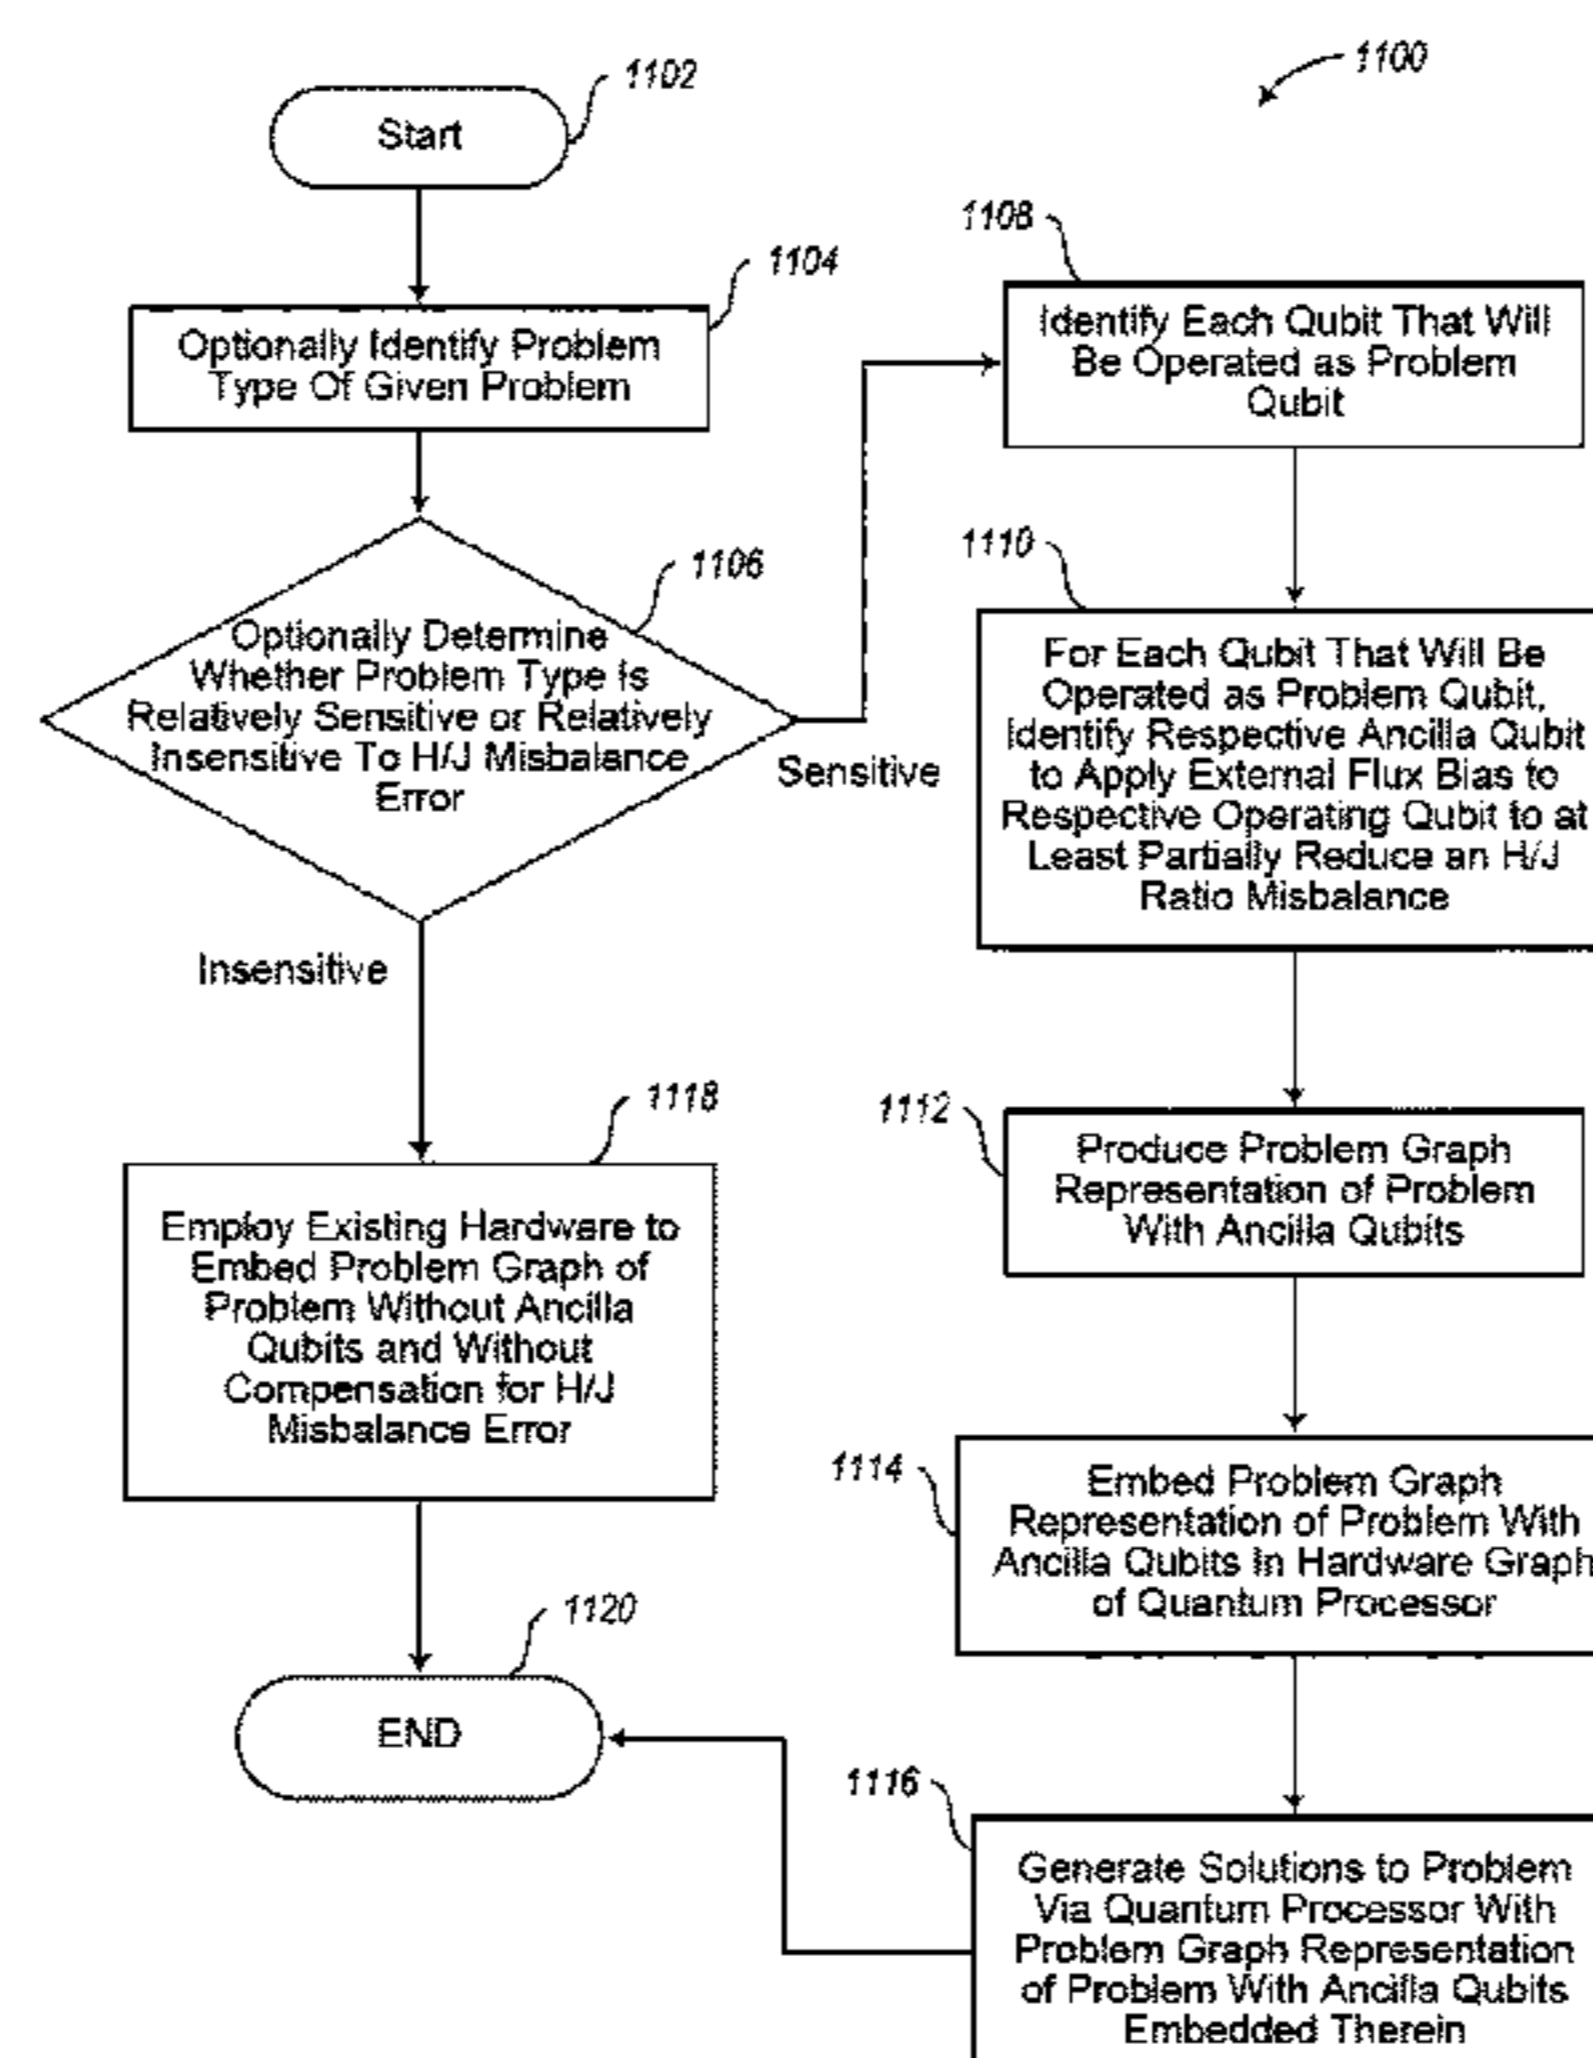 1100
1102
Start
1104
Optionally Identify Problem
Type Of Given Problem
1106
Optionally Determine
Whether Problem Type Is
Relatively Sensitive or Relatively
Insensitive To H/J Misbalance
Error
Sensitive
Insensitive
1118
Employ Existing Hardware to
Embed Problem Graph of
Problem Without Ancilla
Qubits and Without
Compensation for H/J
Misbalance Error
1120
END
1108
Identify Each Qubit That Will
Be Operated as Problem
Qubit
1110
For Each Qubit That Will Be
Operated as Problem Qubit,
Identify Respective Ancilla Qubit
to Apply External Flux Bias to
Respective Operating Qubit to at
Least Partially Reduce an H/J
Ratio Misbalance
1112
Produce Problem Graph
Representation of Problem
With Ancilla Qubits
1114
Embed Problem Graph
Representation of Problem With
Ancilla Qubits In Hardware Graph
of Quantum Processor
1116
Generate Solutions to Problem
Via Quantum Processor With
Problem Graph Representation
of Problem With Ancilla Qubits
Embedded Therein